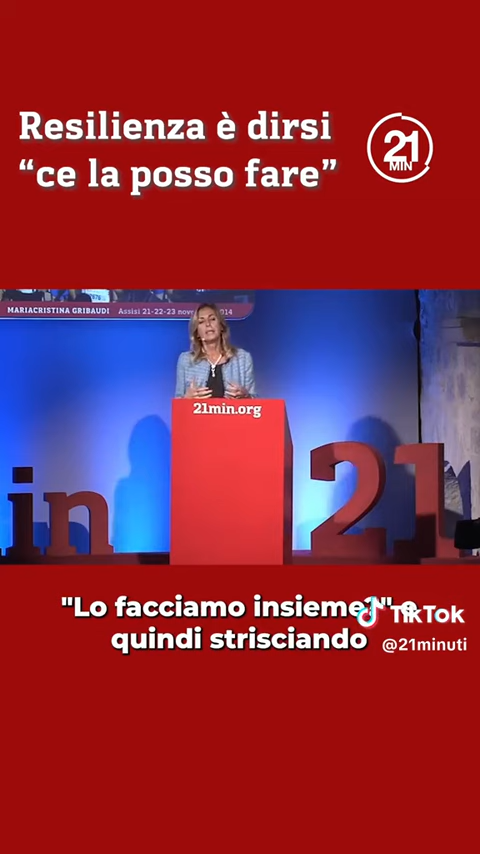 Resilienza è dirsi
“ce la posso fare”
21
MIN
MARIACRISTINA GRIBAUDI Assisi 21-22-23
21min.org
in
21
"Lo facciamo insieme?" e
quindi strisciando
TikTok
@21minuti